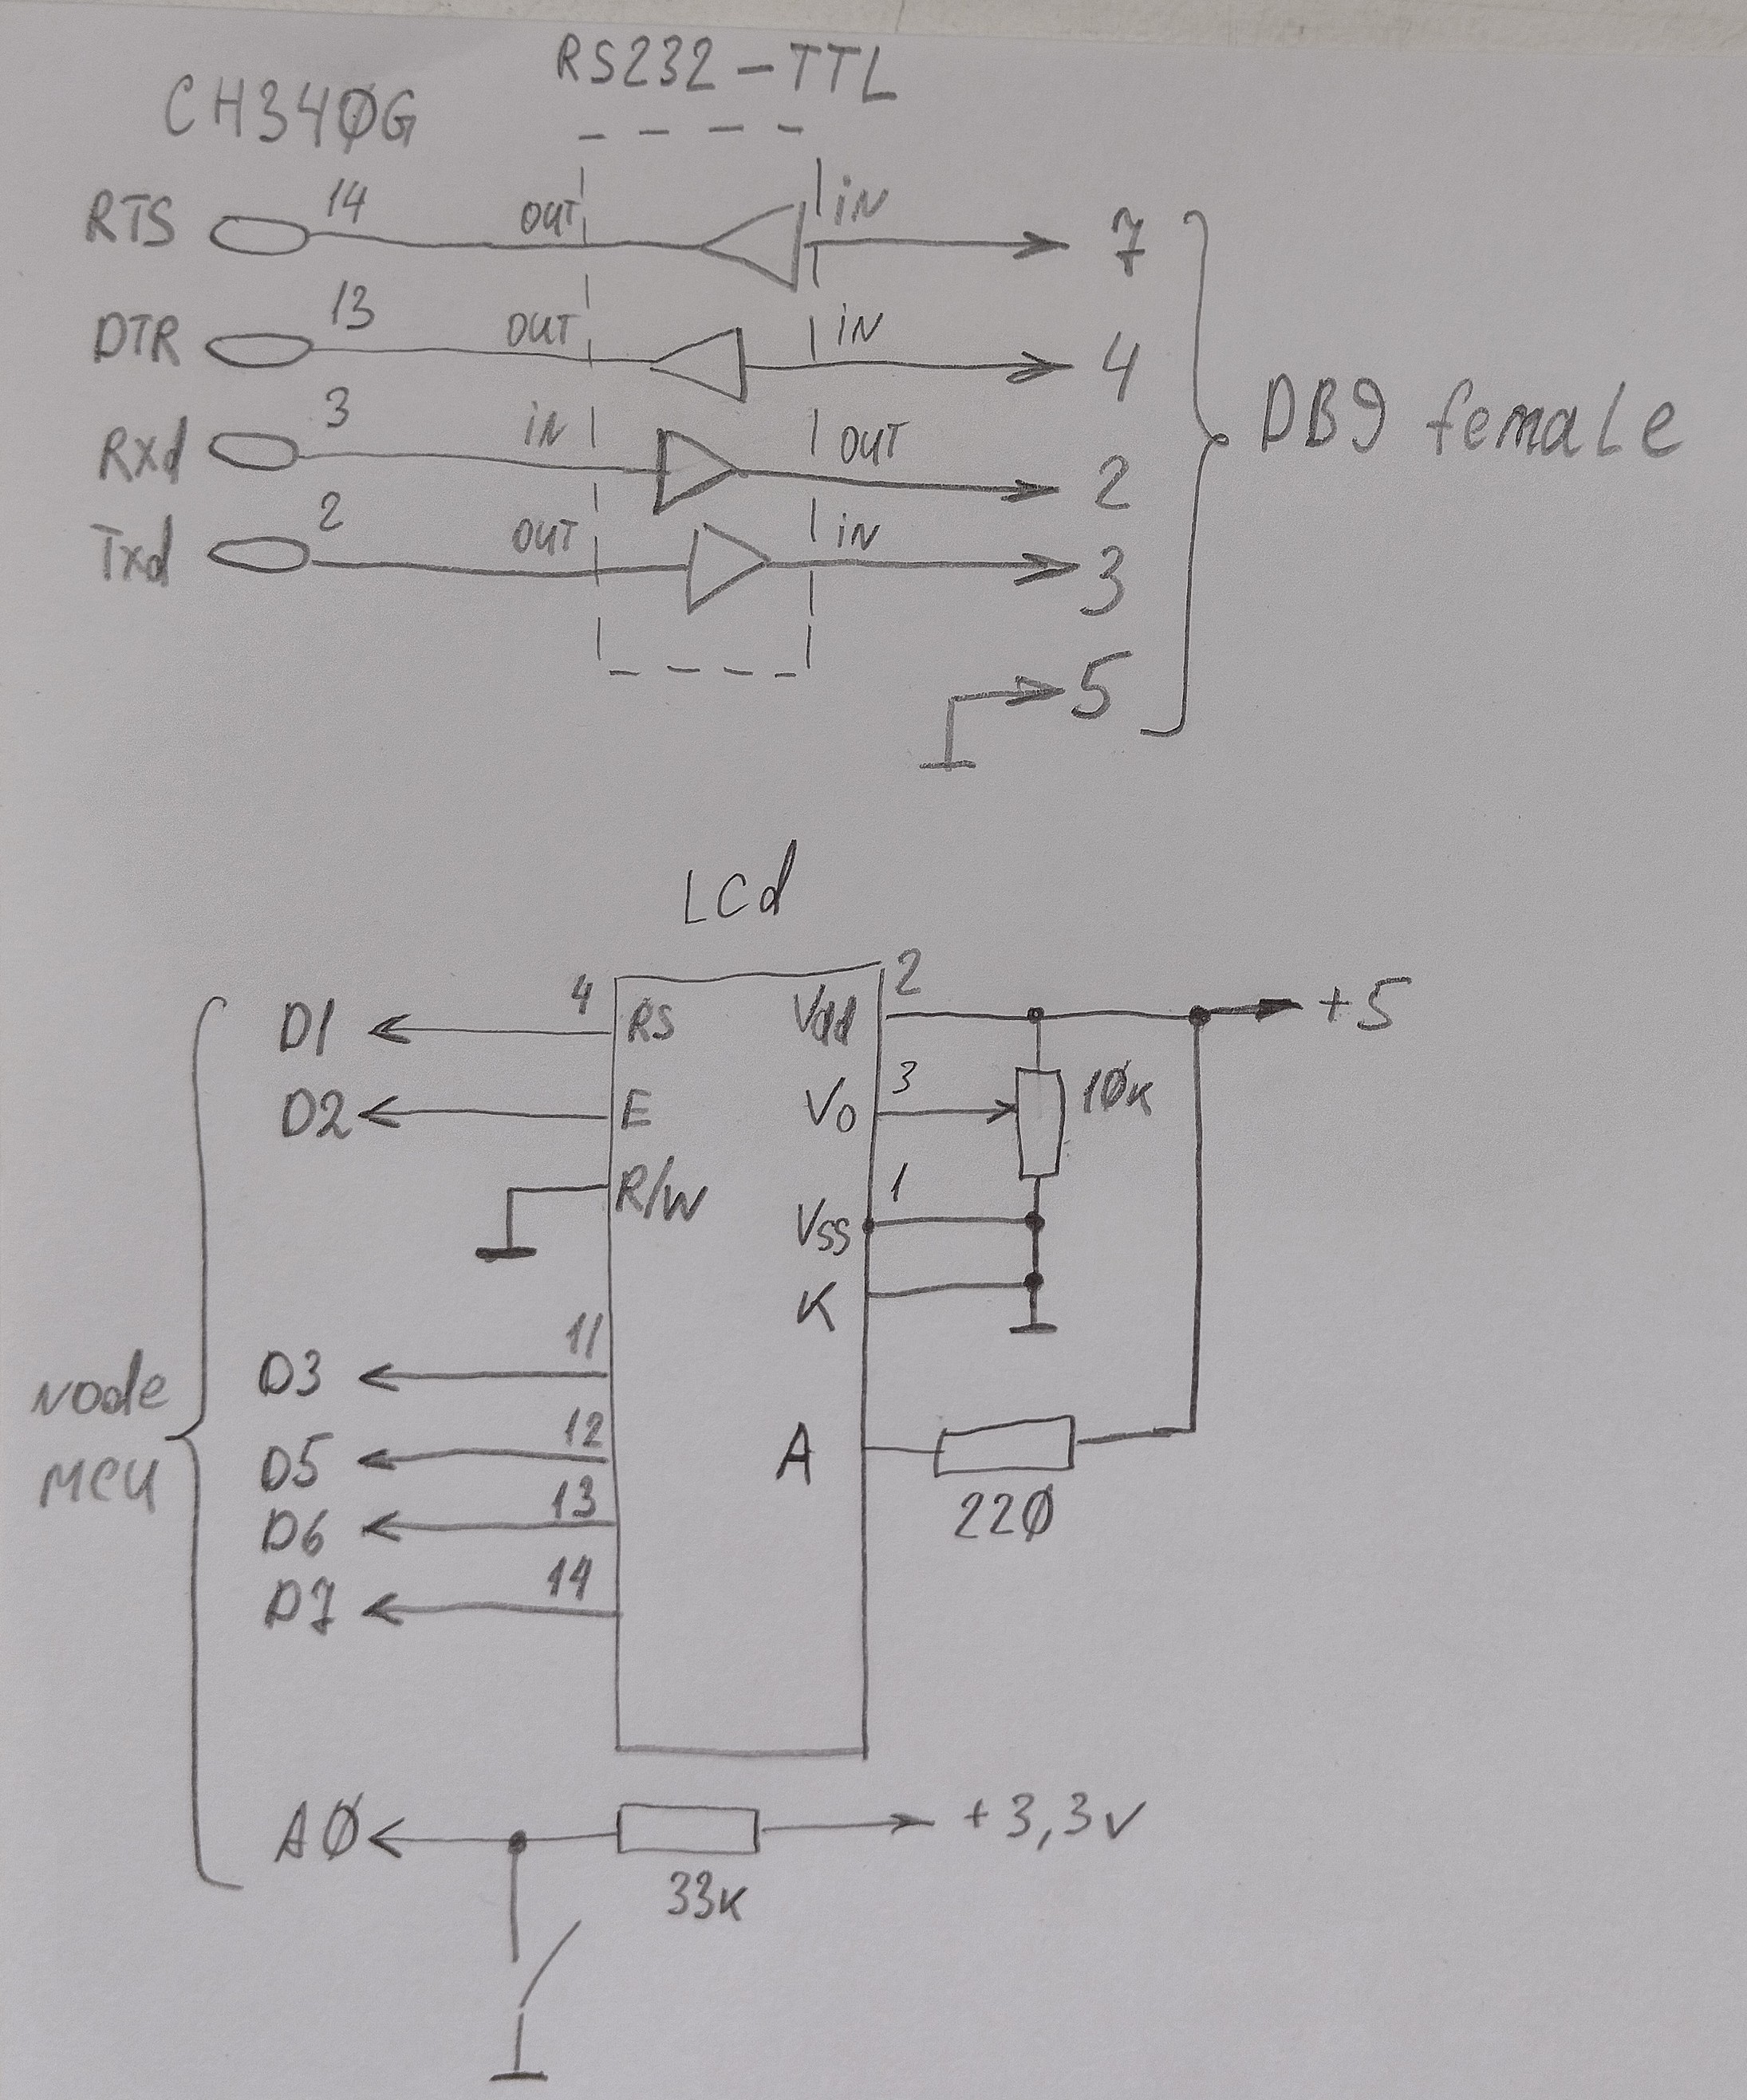 RS232-TTL
CH340G
RTS 14 OUT IN 7
DTR 13 OUT IN 4
Rxd 3 IN OUT 2
Txd 2 OUT IN 3
5
DB9 female
LCd
D1 4 RS Vdd 2 +5
D2 E Vo 3 10K
R/W Vss 1
K
D3 11
node
mcu
D5 12 A
D6 13 220
D7 14
A0 +3,3v
33K